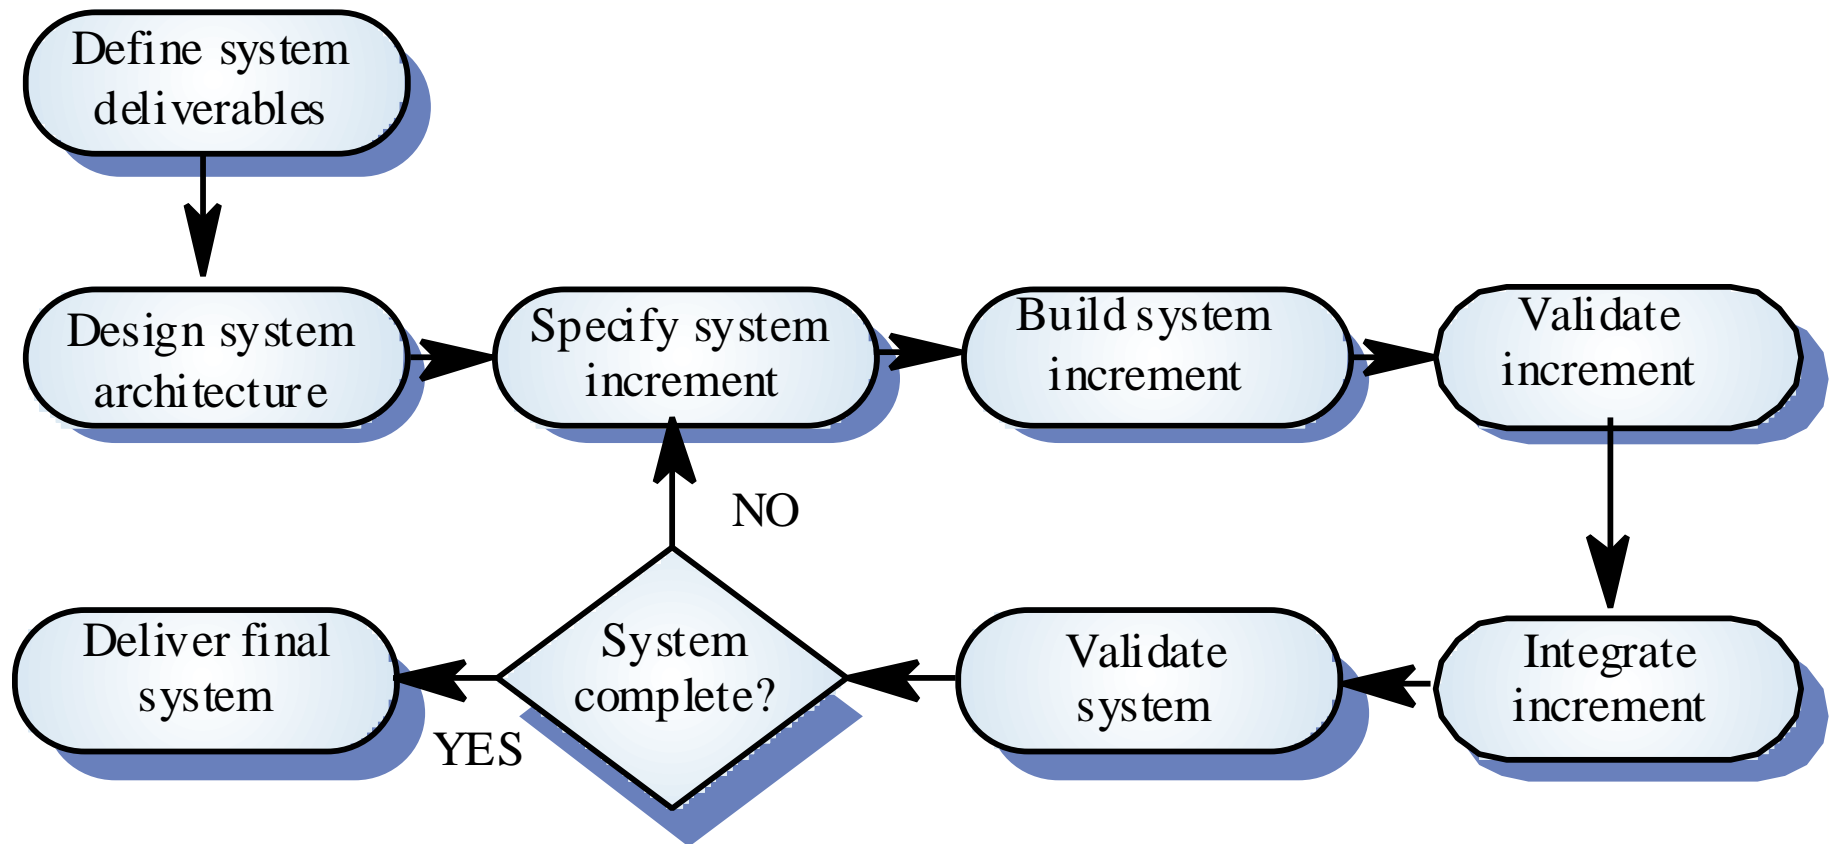 Define system
deliverables
Design system
architecture
Specify system
increment
Build system
increment
Validate
increment
NO
Deliver final
system
YES
System
complete?
Validate
system
Integrate
increment